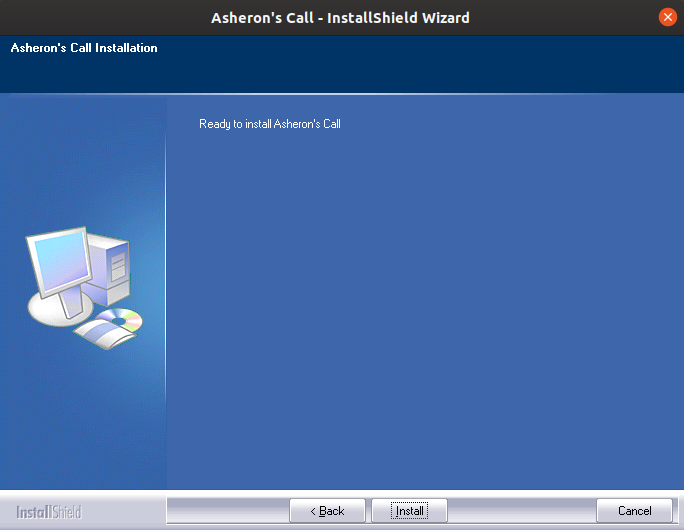 Asheron's Call - InstallShield Wizard
Asheron's Call Installation
Ready to install Asheron's Call
InstallShield
< Back
Install
Cancel